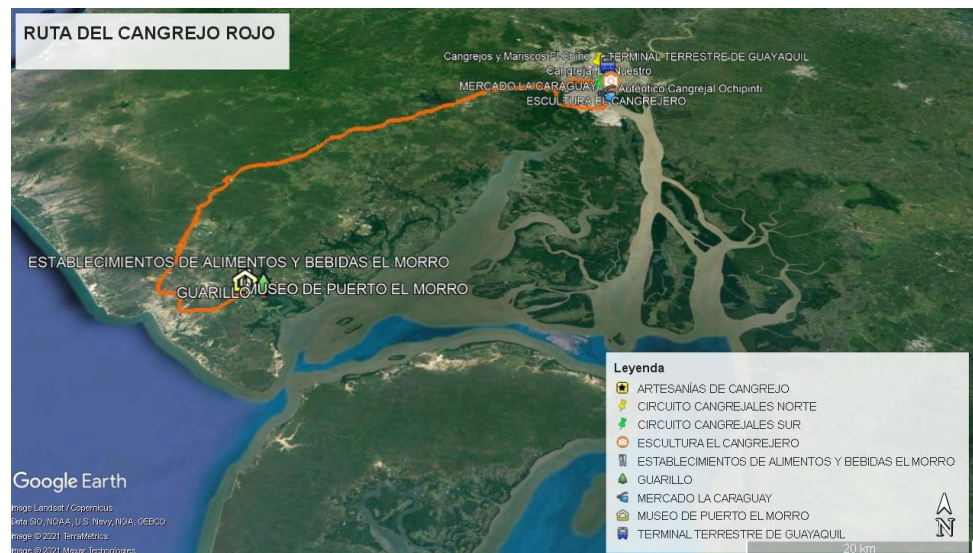 RUTA DEL CANGREJO ROJO
Cangrejos y Mariscos El Chino
TERMINAL TERRESTRE DE GUAYAQUIL
Nuestro
MERCADO LA CARAGUAY
Auténtico Cangrejal Ochipinti
ESCULTURA EL CANGREJERO
ESTABLECIMIENTOS DE ALIMENTOS Y BEBIDAS EL MORRO
GUARILLO
MUSEO DE PUERTO EL MORRO
Leyenda
ARTESANÍAS DE CANGREJO
CIRCUITO CANGREJALES NORTE
CIRCUITO CANGREJALES SUR
ESCULTURA EL CANGREJERO
ESTABLECIMIENTOS DE ALIMENTOS Y BEBIDAS EL MORRO
GUARILLO
MERCADO LA CARAGUAY
MUSEO DE PUERTO MORRO
TERMINAL TERRESTRE DE GUAYAQUIL
N
20 km
Google Earth
Image Landsat / Copernicus
Data SIO, NOAA, U.S. Navy, NGA, GEBCO
Image © 2021 TerraMetrics
Image © 2021 Maxar Technologies